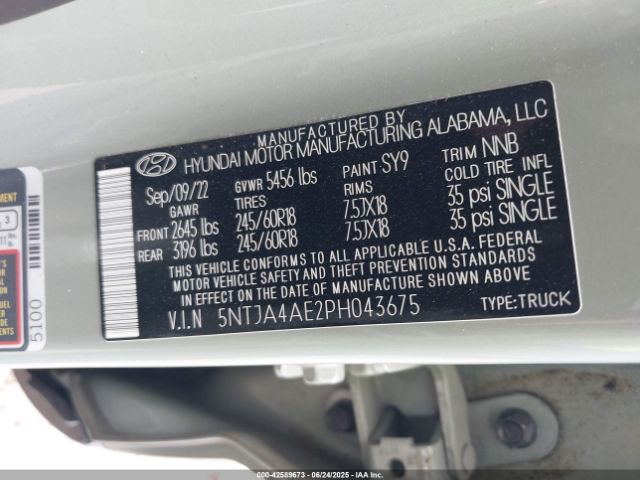 MANUFACTURED BY
HYUNDAI MOTOR MANUFACTURING ALABAMA, LLC
Sep/09/22 GVWR 5456 lbs PAINT SY9 TRIM NNB
GAWR TIRES RIMS COLD TIRE INFL
FRONT 2645 lbs 245/60R18 7.5JX18 35 psi SINGLE
REAR 3196 lbs 245/60R18 7.5JX18 35 psi SINGLE
THIS VEHICLE CONFORMS TO ALL APPLICABLE U.S.A. FEDERAL
MOTOR VEHICLE SAFETY AND THEFT PREVENTION STANDARDS
IN EFFECT ON THE DATE OF MANUFACTURE SHOWN ABOVE.
V.I.N 5NTJA4AE2PH043675 TYPE:TRUCK
3
5100
000-42589673 - 06/24/2025 - IAAI.COM